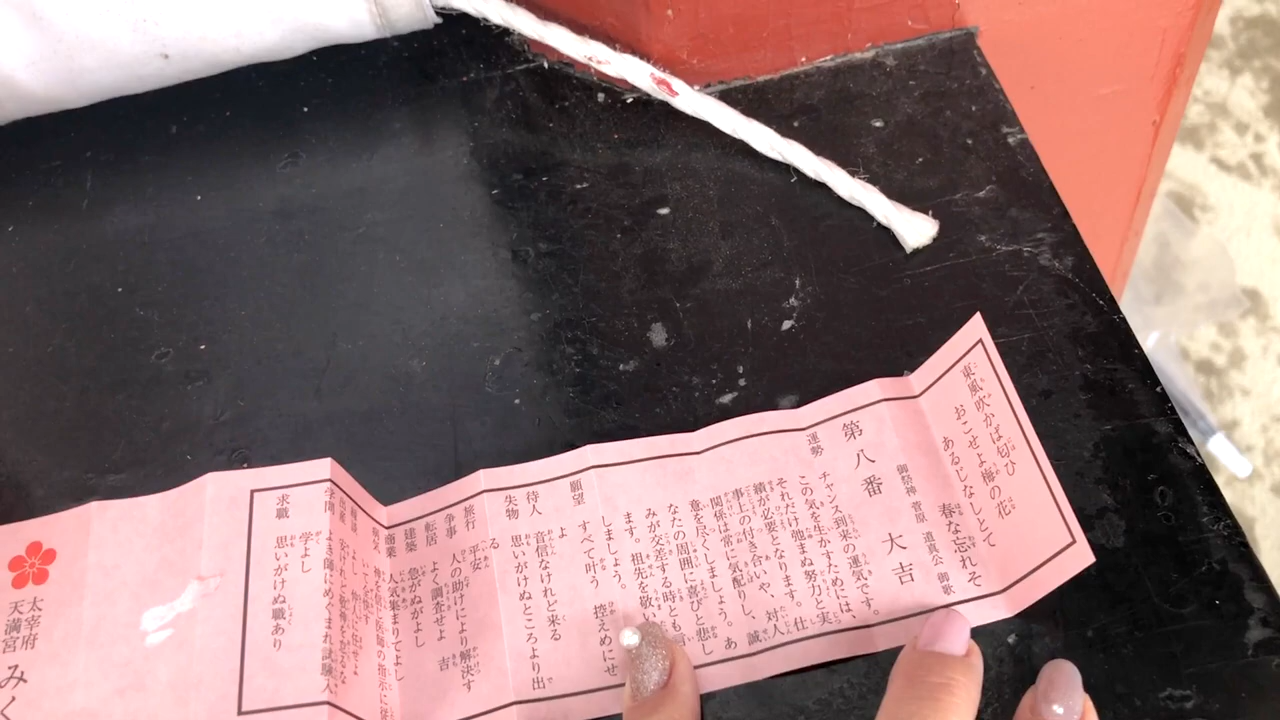 東風吹かば匂ひ
おこせよ梅の花
あるじなしとて
春な忘れそ
御祭神 菅原 道真公 御歌
第八番 大吉
運勢
チャンス到来の運気です。
この気を生かすためには、
それだけ弛まぬ努力と実
績が必要となります。仕
事上の付き合いや、対人
関係は常に気配りし、誠
意を尽くしましょう。あ
なたの周囲に喜びと悲し
みが交差する時とも言
ます。祖先を敬い
しましょう。
願望 すべて叶う 控えめにせ
よ
待人 音信なけれど来る
失物 思いがけぬところより出
る
旅行 平安
争事 人の助けにより解決す
転居 よく調査せよ 吉
建築 急がぬがよし
商業 人気集まりてよし
学問 よき師にめぐまれ試験入
学よし
求職 思いがけぬ職あり
太宰府
天満宮
みく